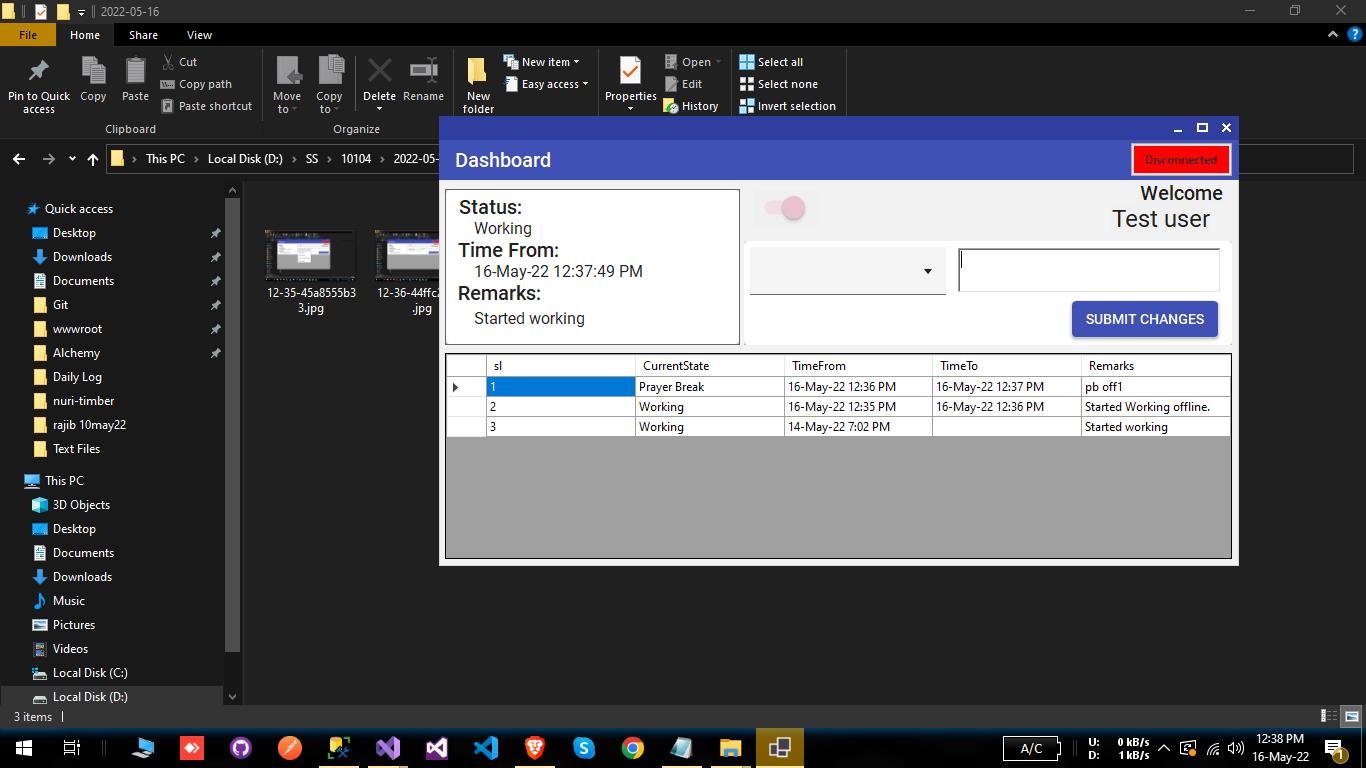 2022-05-16
File Home Share View
Pin to Quick access
Copy
Paste
Cut
Copy path
Paste shortcut
Clipboard
Move to
Copy to
Delete
Rename
Organize
New folder
New item
Easy access
Properties
Open
Edit
History
Select all
Select none
Invert selection
This PC > Local Disk (D:) > SS > 10104 > 2022-05-
Quick access
Desktop
Downloads
Documents
Git
wwwroot
Alchemy
Daily Log
nuri-timber
rajib 10may22
Text Files
This PC
3D Objects
Desktop
Documents
Downloads
Music
Pictures
Videos
Local Disk (C:)
Local Disk (D:)
3 items
12-35-45a8555b3
3.jpg
.jpg
Dashboard
Disconnected
Status:
Working
Time From:
16-May-22 12:37:49 PM
Remarks:
Started working
Welcome
Test user
SUBMIT CHANGES
sl CurrentState TimeFrom TimeTo Remarks
1 Prayer Break 16-May-22 12:36 PM 16-May-22 12:37 PM pb off1
2 Working 16-May-22 12:35 PM 16-May-22 12:36 PM Started Working offline.
3 Working 14-May-22 7:02 PM Started working
A/C
U: 0 kB/s
D: 1 kB/s
12:38 PM
16-May-22
1